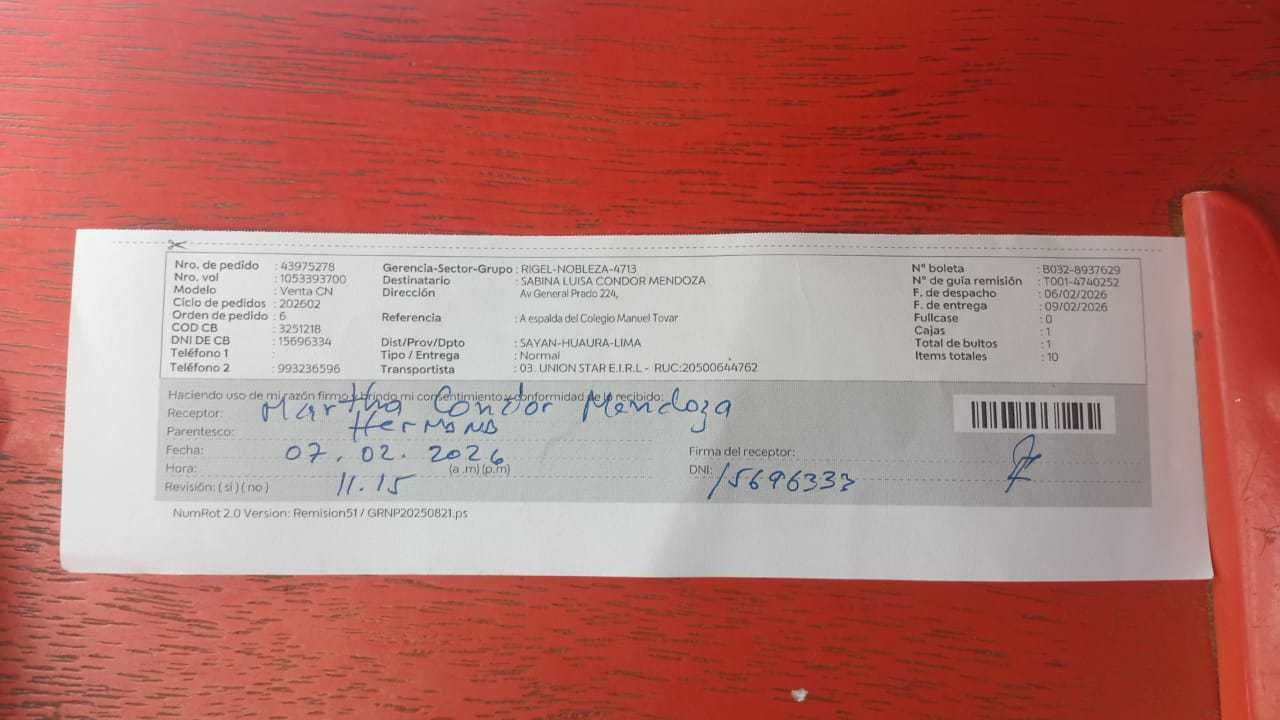 Nro. de pedido : 43975278
Nro. vol : 1053393700
Modelo : Venta CN
Ciclo de pedidos : 202602
Orden de pedido : 6
COD CB : 3251218
DNI DE CB : 15696334
Teléfono 1 :
Teléfono 2 : 993236596
Gerencia-Sector-Grupo : RIGEL-NOBLEZA-4713
Destinatario : SABINA LUISA CONDOR MENDOZA
Dirección Av General Prado 224,
Referencia : A espalda del Colegio Manuel Tovar
Dist/Prov/Dpto : SAYAN-HUAURA-LIMA
Tipo / Entrega : Normal
Transportista : 03. UNION STAR E.I.R.L - RUC:20500644762
N° boleta : B032-8937629
N° de guía remisión : T001-4740252
F. de despacho : 06/02/2026
F. de entrega : 09/02/2026
Fullcase : 0
Cajas : 1
Total de bultos : 1
Items totales : 10
Haciendo uso de mi razón firmo y brindo mi consentimiento y conformidad de lo recibido:
Receptor: Martha Condor Mendoza
Parentesco: Hermana
Fecha: 07.02.2026
Hora: 11.15 (a .m) (p.m)
Revisión: ( si ) ( no )
Firma del receptor:
DNI: 15696333
NumRot 2.0 Version: Remision51 / GRNP20250821.ps